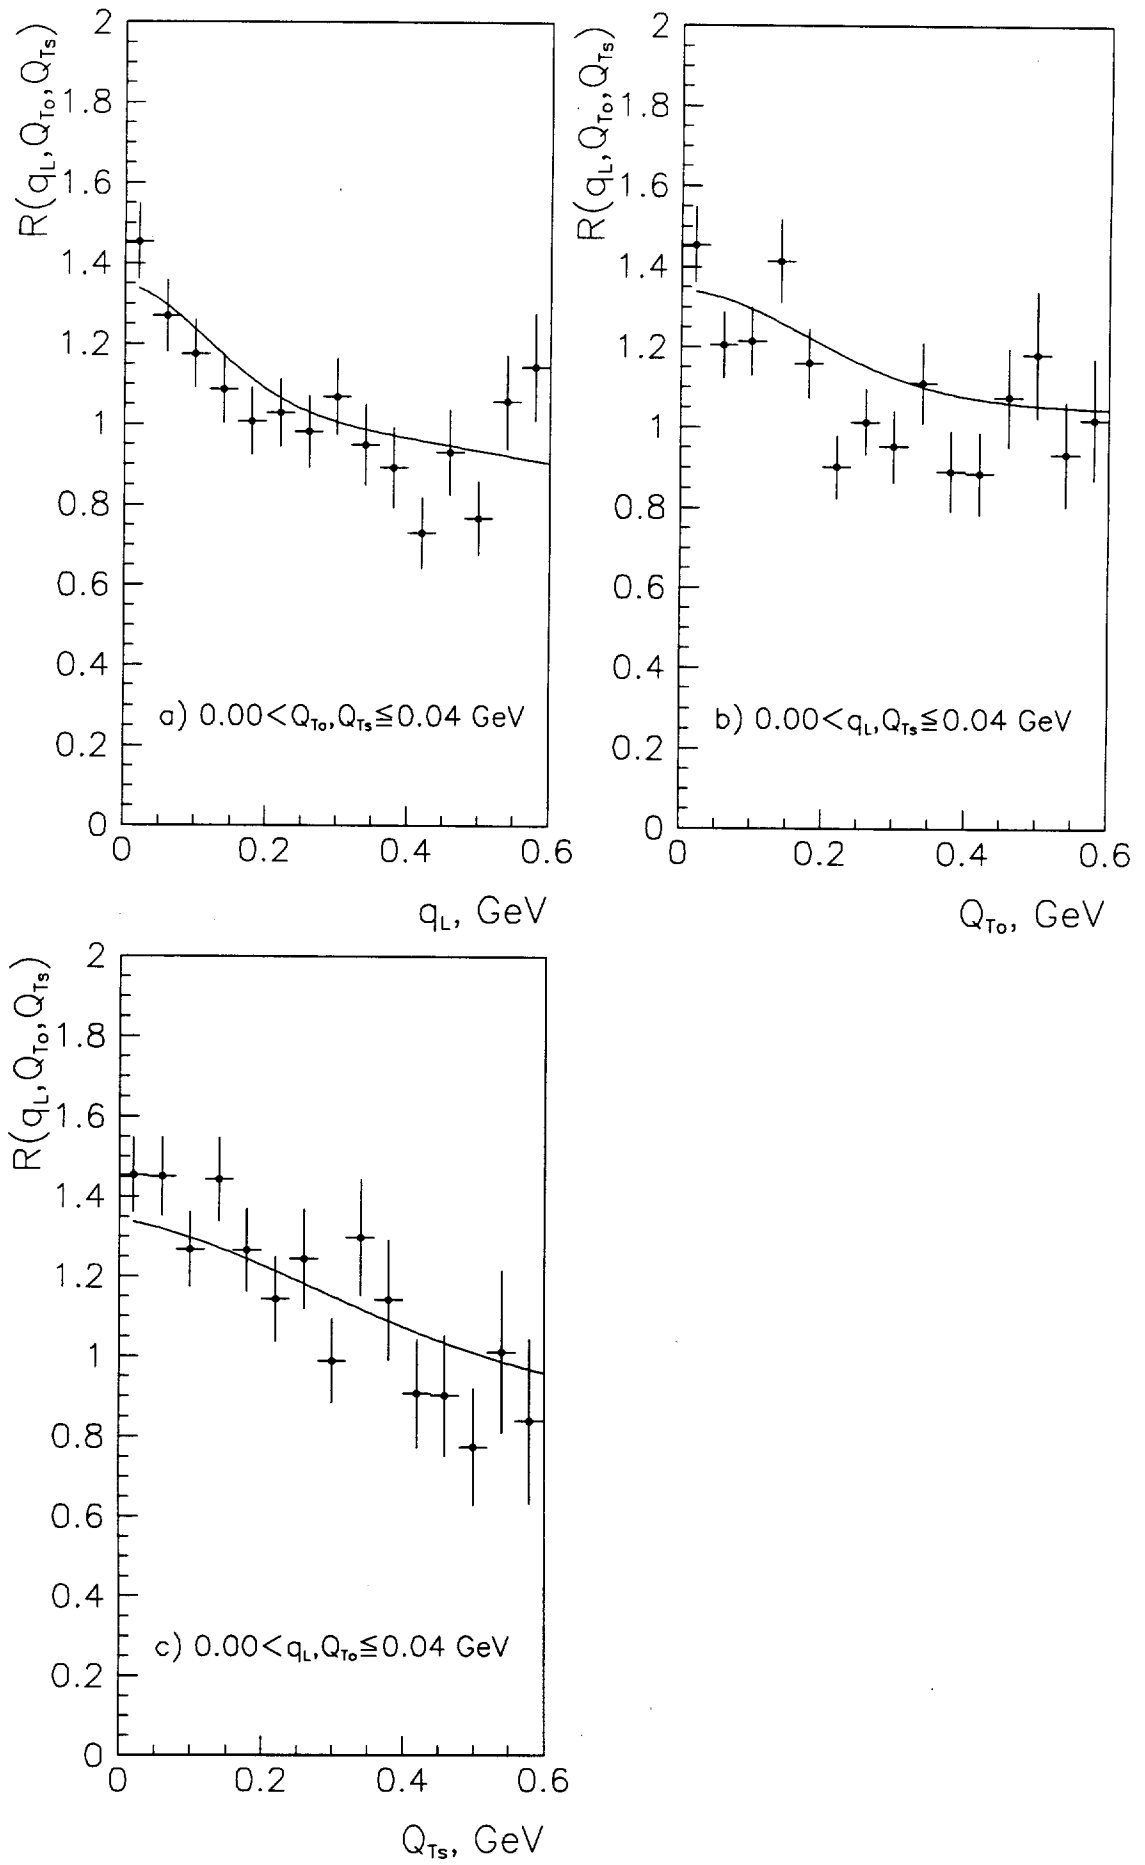 R(q_L, Q_To, Q_Ts)
2
1.8
1.6
1.4
1.2
1
0.8
0.6
0.4
0.2
0
a) 0.00<Q_To,Q_Ts≦0.04 GeV
0 0.2 0.4 0.6
q_L, GeV
R(q_L, Q_To, Q_Ts)
2
1.8
1.6
1.4
1.2
1
0.8
0.6
0.4
0.2
0
b) 0.00<q_L,Q_Ts≦0.04 GeV
0 0.2 0.4 0.6
Q_To, GeV
R(q_L, Q_To, Q_Ts)
2
1.8
1.6
1.4
1.2
1
0.8
0.6
0.4
0.2
0
c) 0.00<q_L,Q_To≦0.04 GeV
0 0.2 0.4 0.6
Q_Ts, GeV